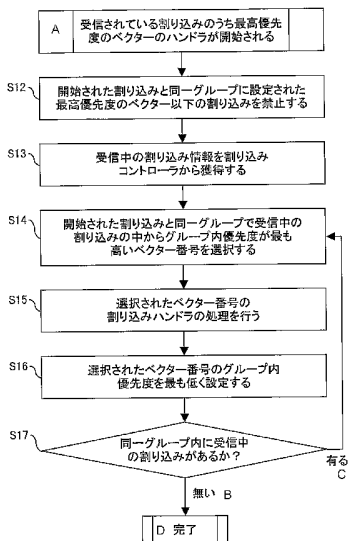 A
受信されている割り込みのうち最高優先
度のベクターのハンドラが開始される
S12
開始された割り込みと同一グループに設定された
最高優先度のベクター以下の割り込みを禁止する
S13
受信中の割り込み情報を割り込み
コントローラから獲得する
S14
開始された割り込みと同一グループで受信中の
割り込みの中からグループ内優先度が最も
高いベクター番号を選択する
S15
選択されたベクター番号の
割り込みハンドラの処理を行う
S16
選択されたベクター番号のグループ内
優先度を最も低く設定する
S17
同一グループ内に受信中
の割り込みがあるか？
有る
C
無い B
D 完了